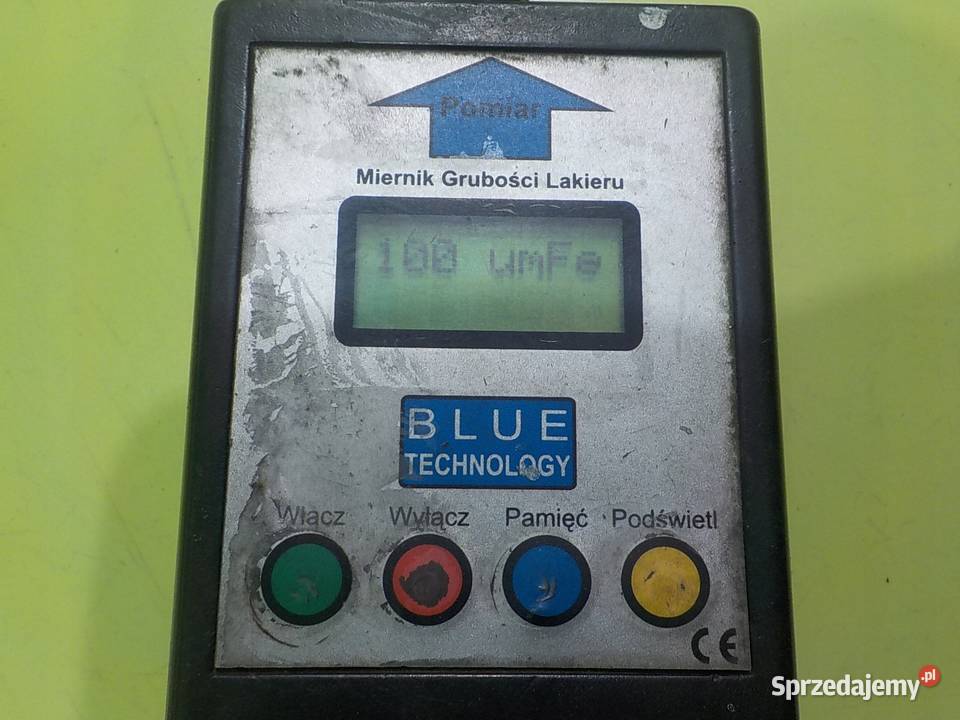 Pomiar
Miernik Grubości Lakieru
100 umFe
BLUE
TECHNOLOGY
Włącz Wyłącz Pamięć Podświetl
CE
Sprzedajemy.pl